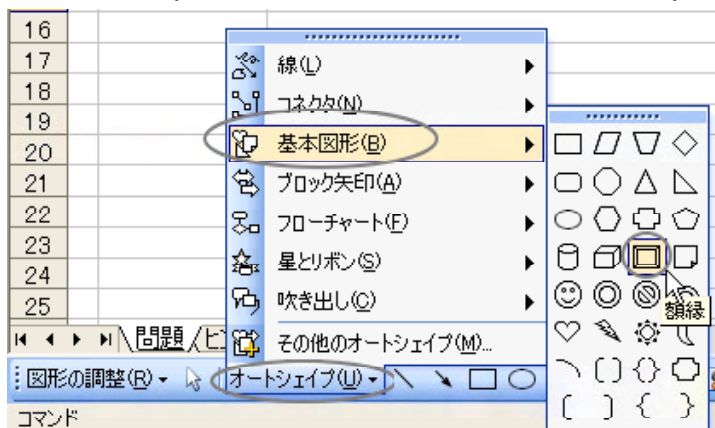 16
17
18
19
20
21
22
23
24
25
線(L)
コネクタ(N)
基本図形(B)
ブロック矢印(A)
フローチャート(F)
星とリボン(S)
吹き出し(C)
その他のオートシェイプ(M)...
額縁
問題
図形の調整(R)
オートシェイプ(U)
コマンド